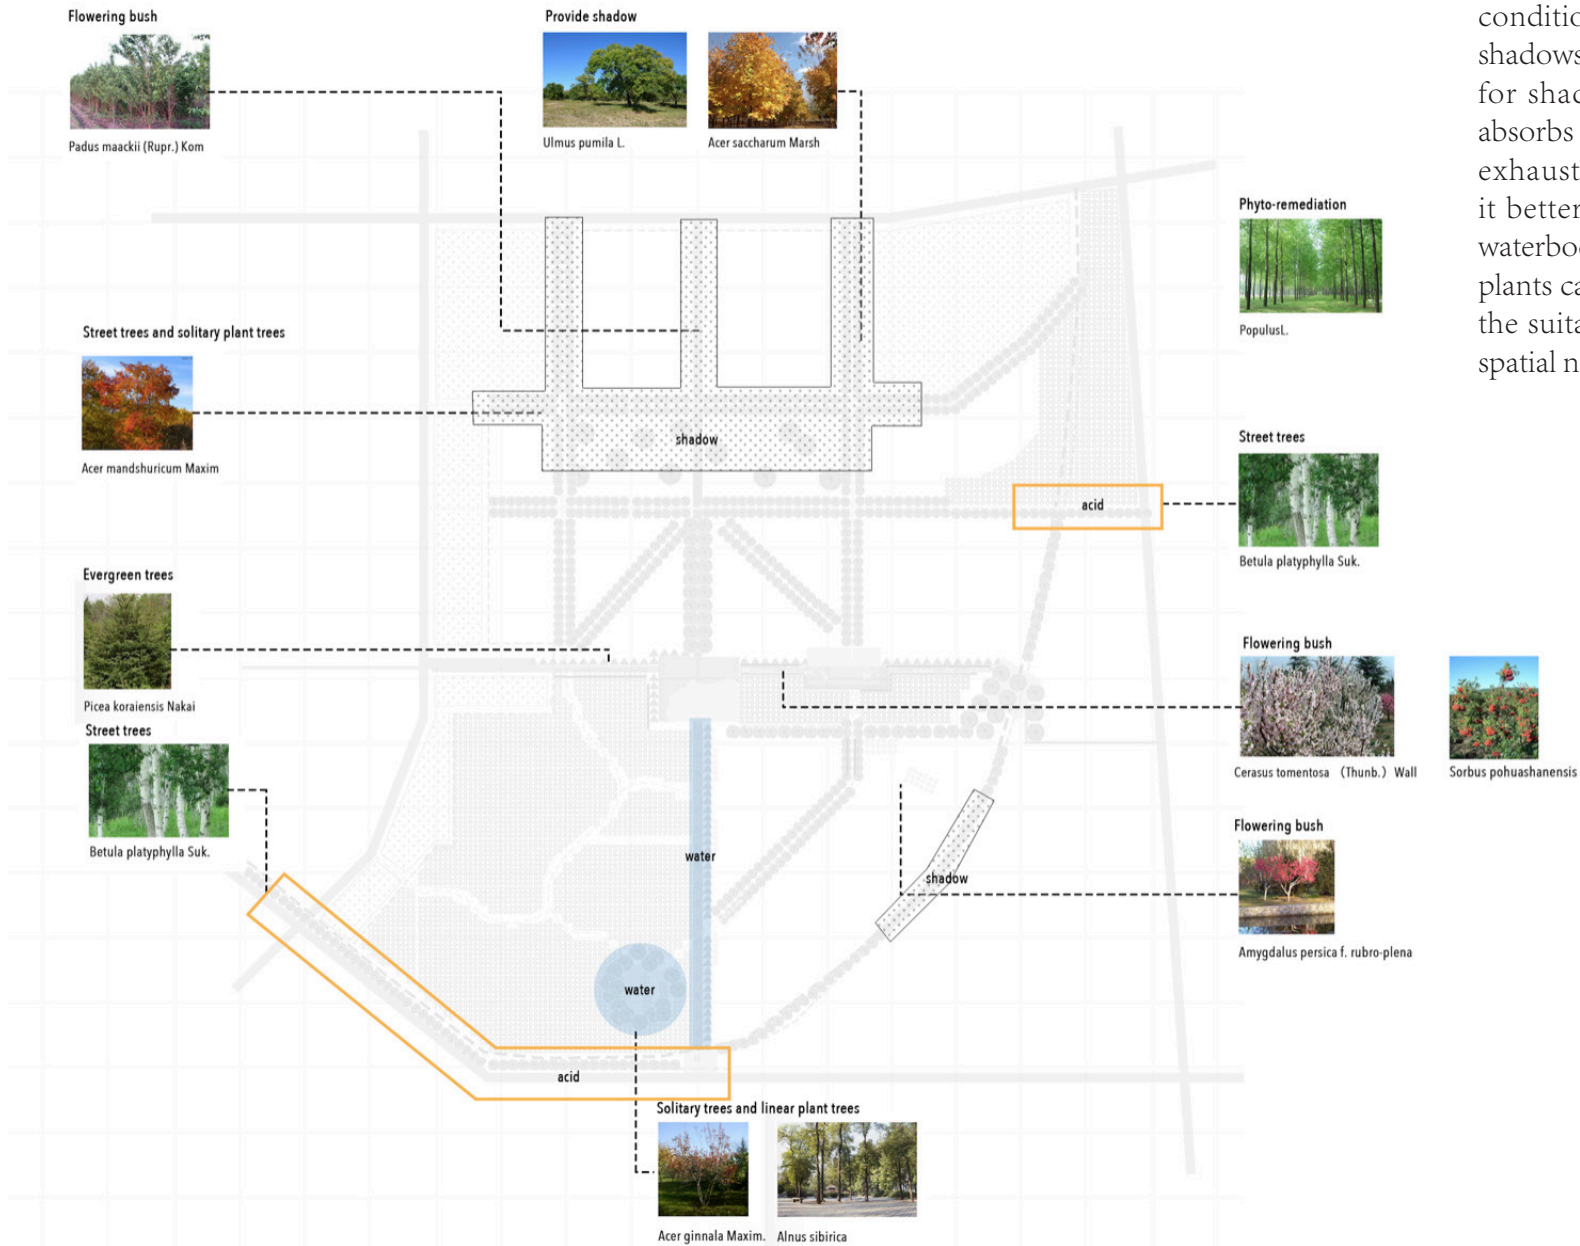 Flowering bush
Padus maackii (Rupr.) Kom
Provide shadow
Ulmus pumila L.
Acer saccharum Marsh
shadows
for shad
absorbs
exhaust
it better
plants ca
the suita
spatial n
Phyto-remediation
PopulusL.
Street trees and solitary plant trees
Acer mandshuricum Maxim
shadow
Street trees
acid
Betula platyphylla Suk.
Evergreen trees
Picea koraiensis Nakai
Flowering bush
Cerasus tomentosa （Thunb.）Wall
Sorbus pohuashanensis
Street trees
Betula platyphylla Suk.
water
shadow
Flowering bush
Amygdalus persica f. rubro-plena
water
acid
Solitary trees and linear plant trees
Acer ginnala Maxim.
Alnus sibirica